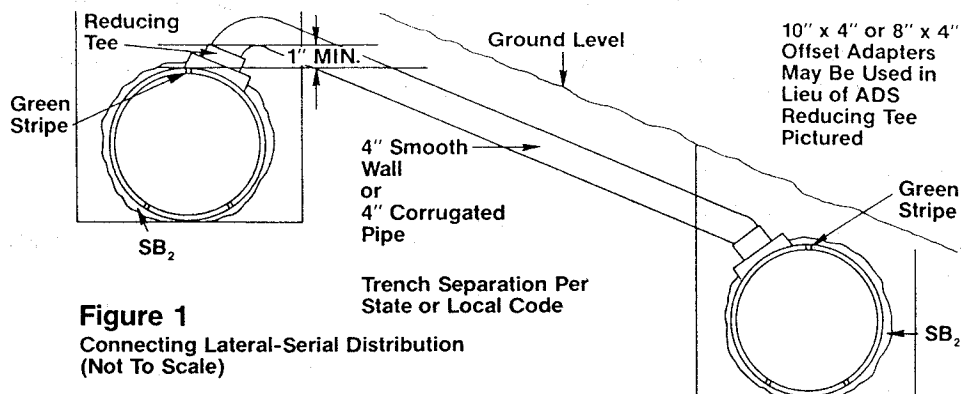 Reducing
Tee
1" MIN.
Ground Level
10" x 4" or 8" x 4"
Offset Adapters
May Be Used in
Lieu of ADS
Reducing Tee
Pictured
Green
Stripe
4" Smooth
Wall
or
4" Corrugated
Pipe
Green
Stripe
SB₂
Trench Separation Per
State or Local Code
SB₂
Figure 1
Connecting Lateral-Serial Distribution
(Not To Scale)